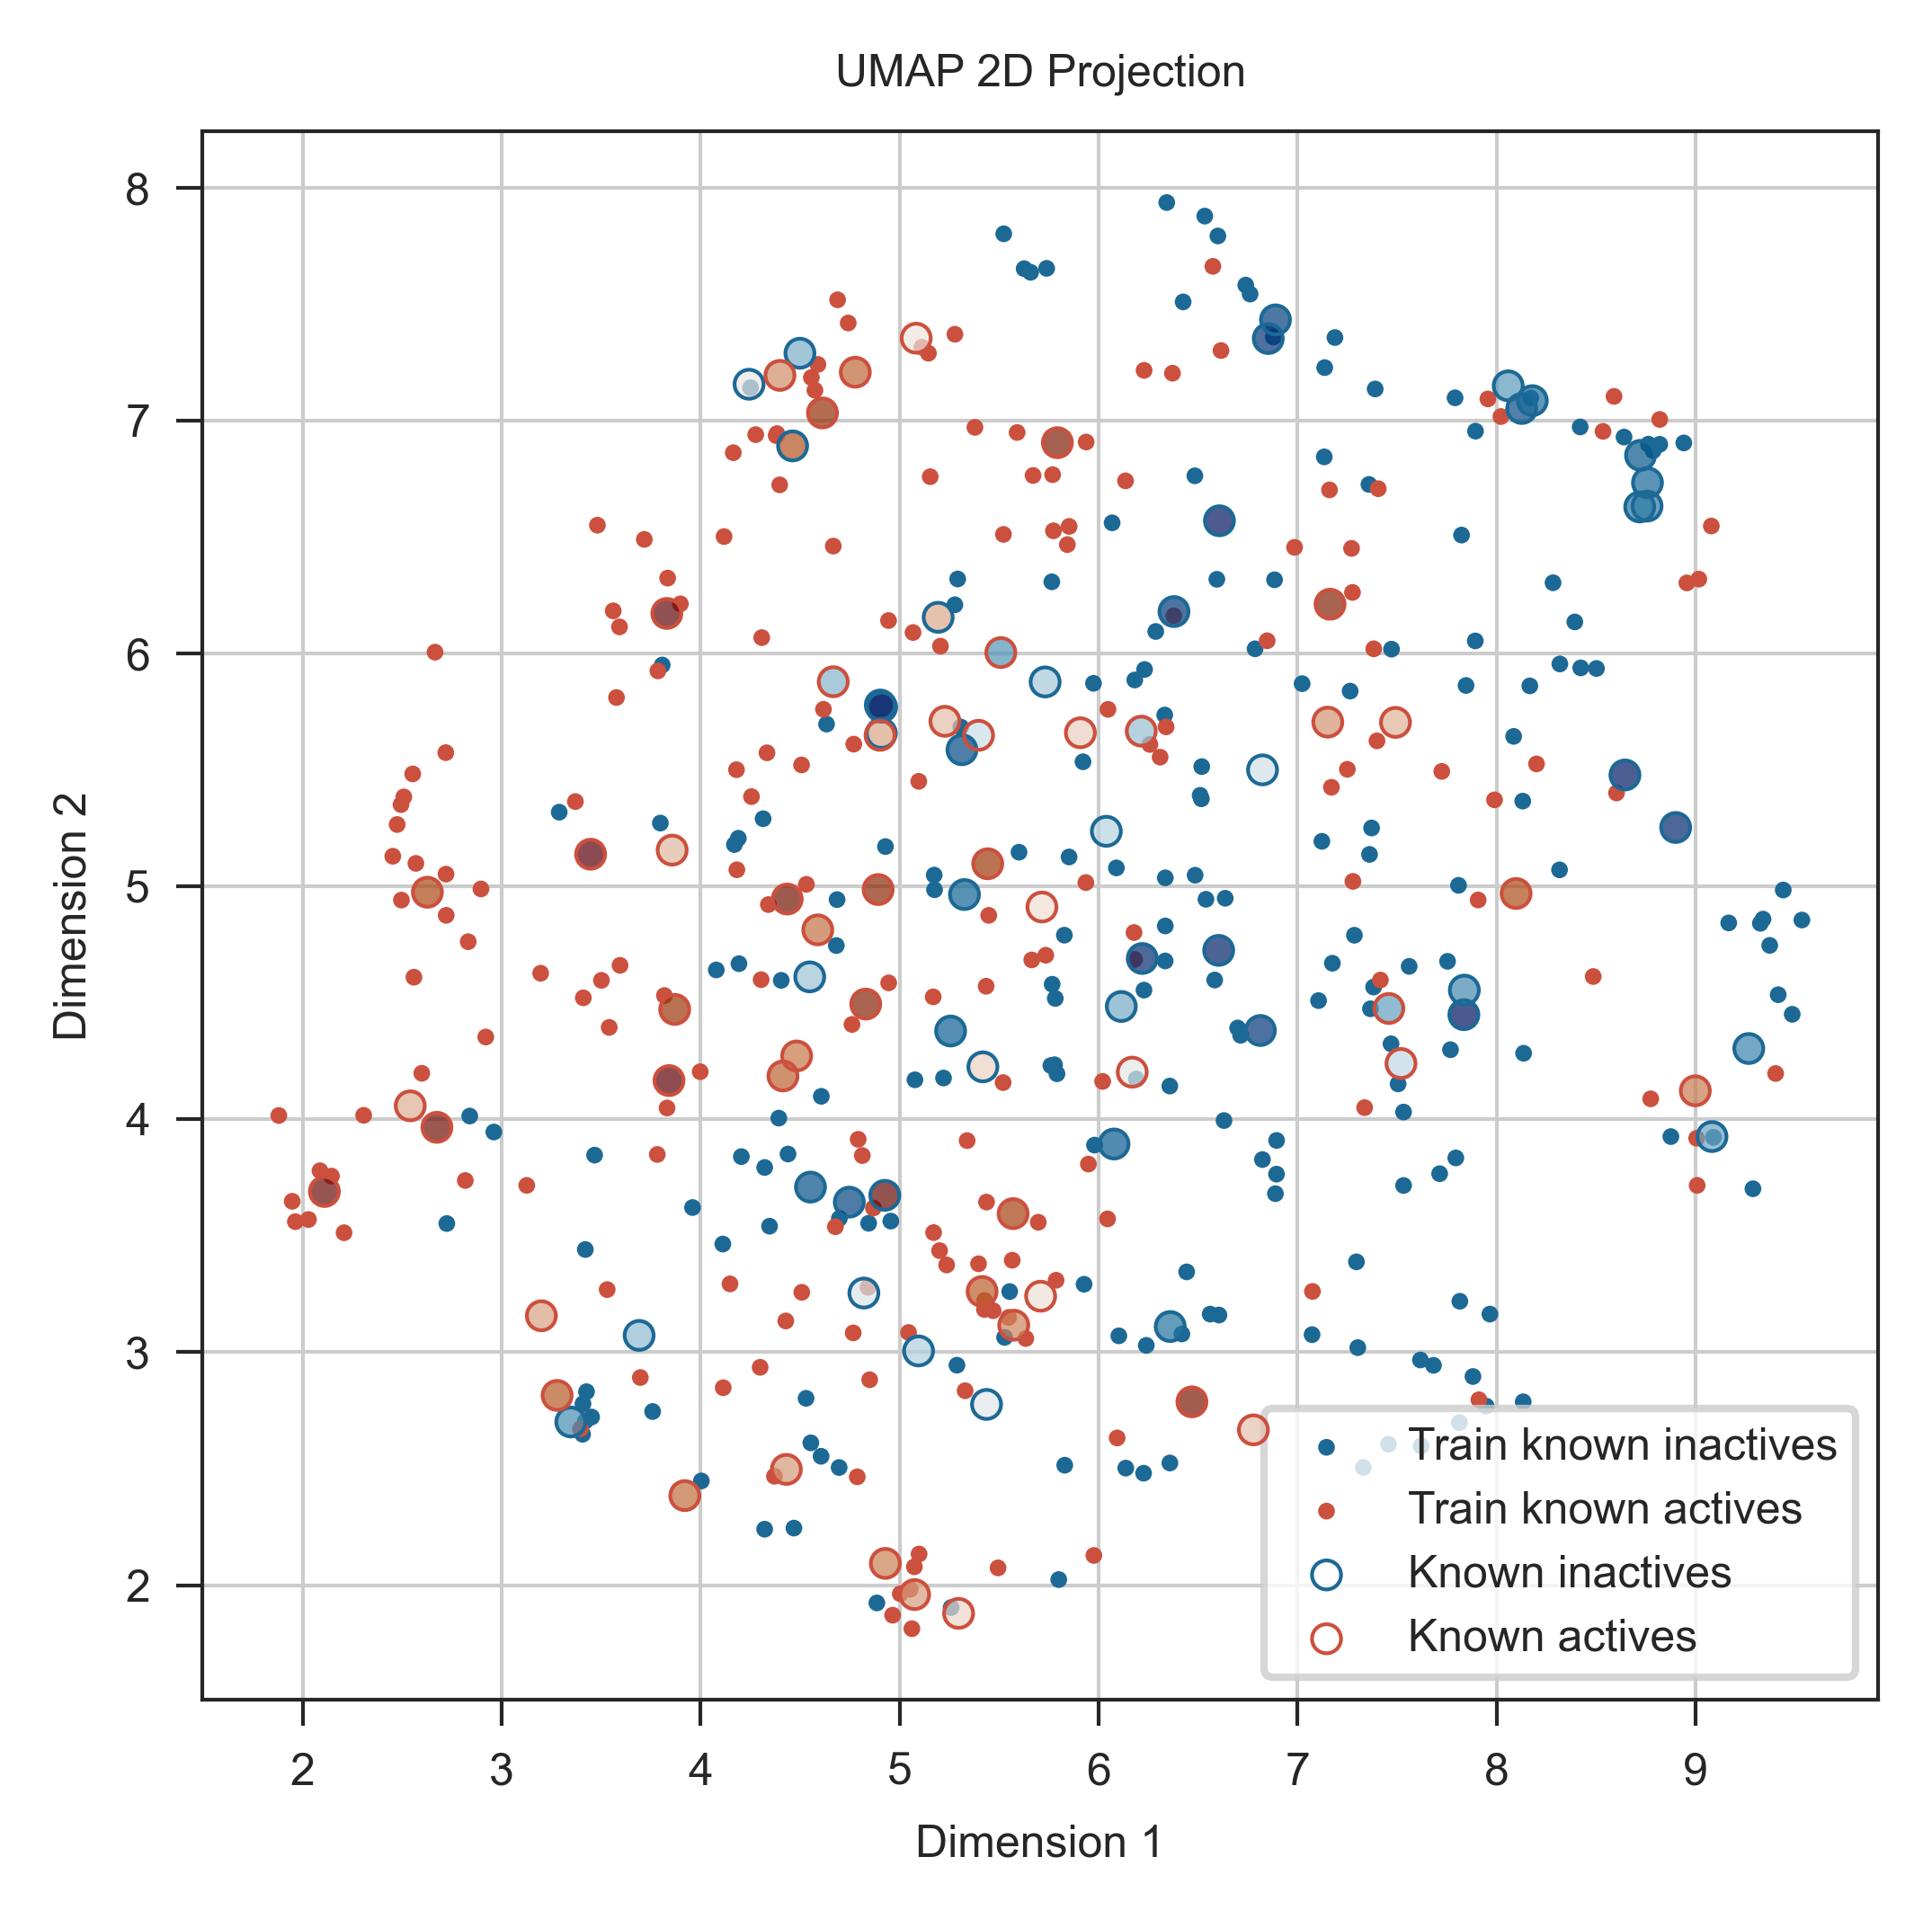 UMAP 2D Projection
8
7
6
5
4
3
2
Dimension 2
Train known inactives
Train known actives
Known inactives
Known actives
2 3 4 5 6 7 8 9
Dimension 1